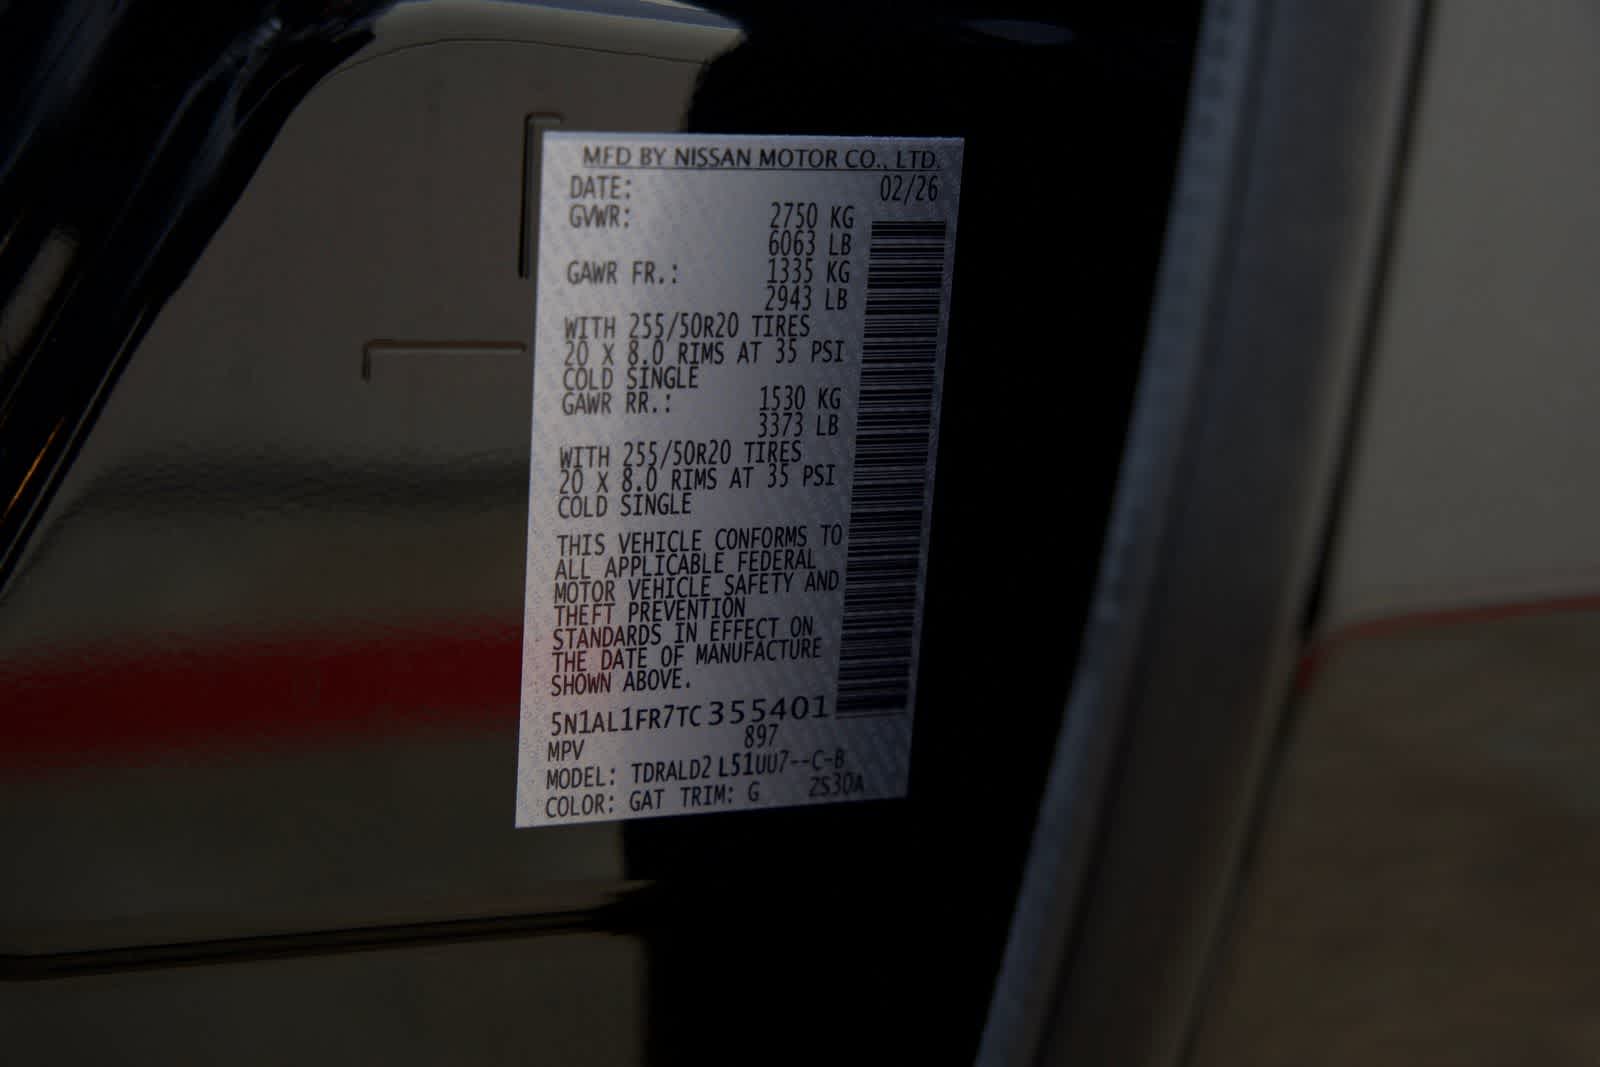 MFD BY NISSAN MOTOR CO., LTD.
DATE: 02/26
GVWR: 2750 KG
6063 LB
GAWR FR.: 1335 KG
2943 LB
WITH 255/50R20 TIRES
20 X 8.0 RIMS AT 35 PSI
COLD SINGLE
GAWR RR.: 1530 KG
3373 LB
WITH 255/50R20 TIRES
20 X 8.0 RIMS AT 35 PSI
COLD SINGLE
THIS VEHICLE CONFORMS TO
ALL APPLICABLE FEDERAL
MOTOR VEHICLE SAFETY AND
THEFT PREVENTION
STANDARDS IN EFFECT ON
THE DATE OF MANUFACTURE
SHOWN ABOVE.
5N1AL1FR7TC355401
MPV 897
MODEL: TDRALD2 L51UU7--C-B
COLOR: GAT TRIM: G ZS30A